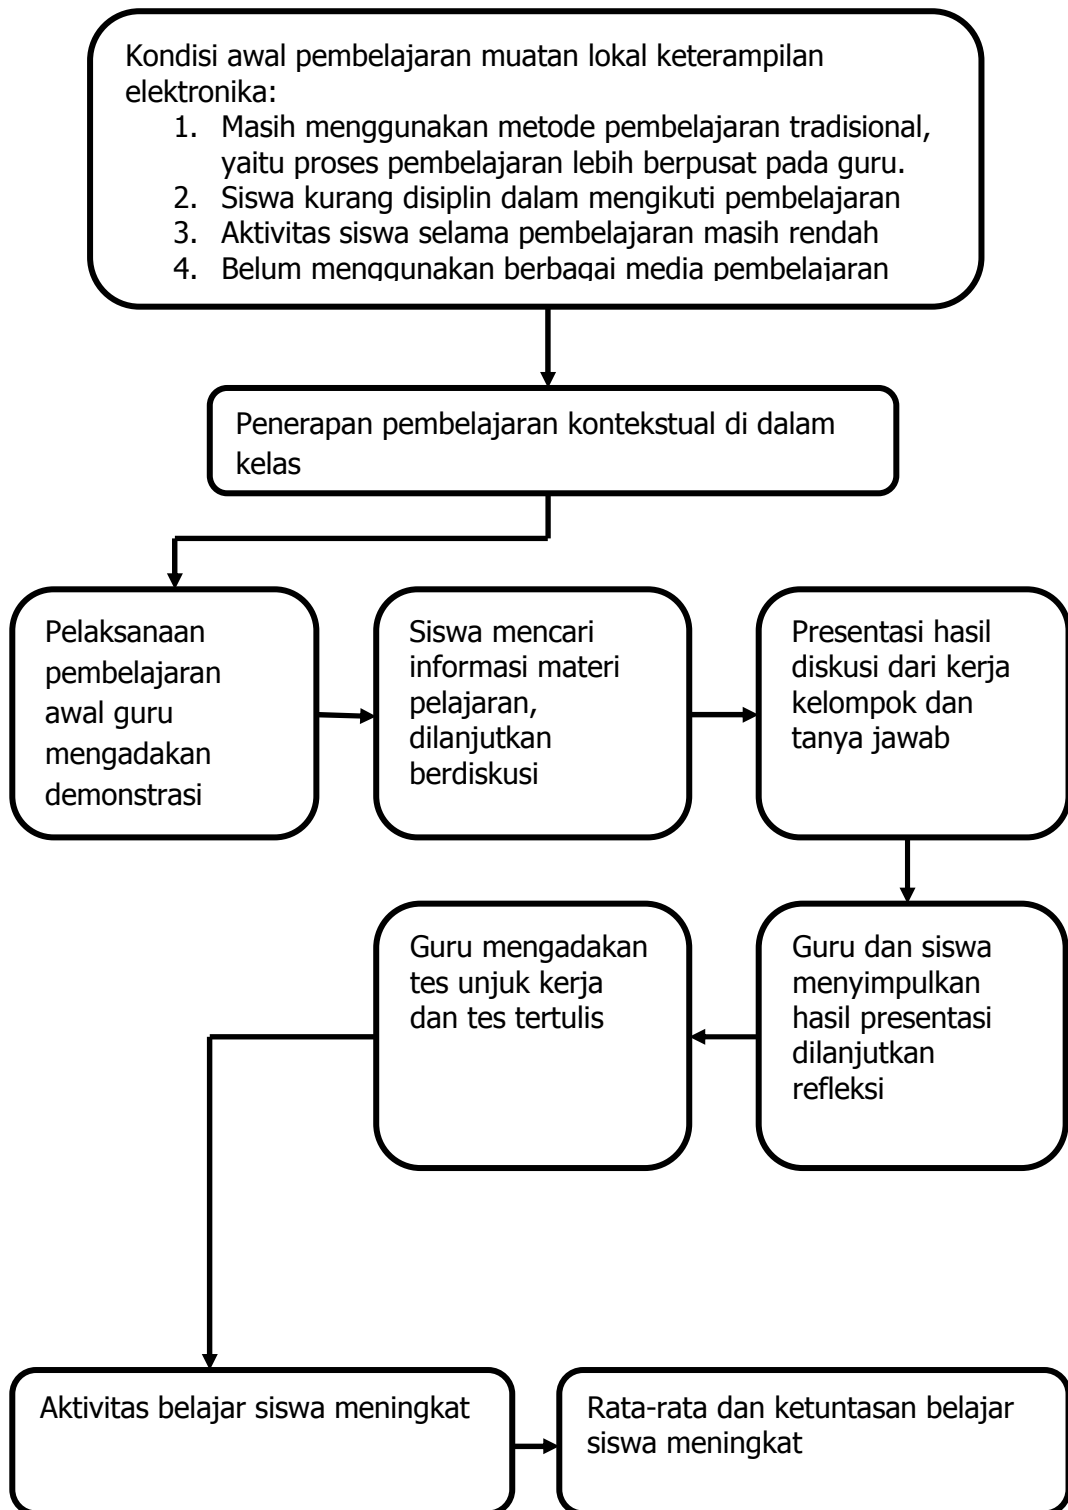 Kondisi awal pembelajaran muatan lokal keterampilan
elektronika:
1. Masih menggunakan metode pembelajaran tradisional,
yaitu proses pembelajaran lebih berpusat pada guru.
2. Siswa kurang disiplin dalam mengikuti pembelajaran
3. Aktivitas siswa selama pembelajaran masih rendah
4. Belum menggunakan berbagai media pembelajaran
Penerapan pembelajaran kontekstual di dalam
kelas
Pelaksanaan
pembelajaran
awal guru
mengadakan
demonstrasi
Siswa mencari
informasi materi
pelajaran,
dilanjutkan
berdiskusi
Presentasi hasil
diskusi dari kerja
kelompok dan
tanya jawab
Guru mengadakan
tes unjuk kerja
dan tes tertulis
Guru dan siswa
menyimpulkan
hasil presentasi
dilanjutkan
refleksi
Aktivitas belajar siswa meningkat
Rata-rata dan ketuntasan belajar
siswa meningkat